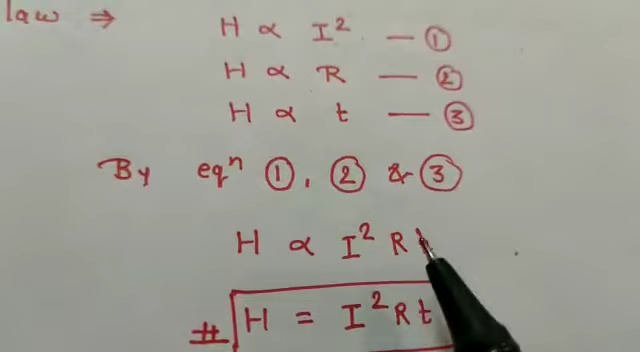 law ⇒
H ∝ I² — ①
H ∝ R — ②
H ∝ t — ③
By eqⁿ ①, ② & ③
H ∝ I² R
# H = I² R t